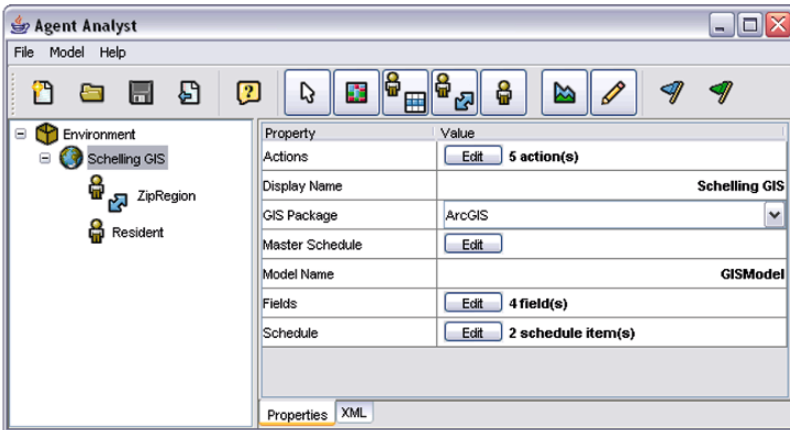 Agent Analyst
File Model Help
Environment
Schelling GIS
ZipRegion
Resident
Property Value
Actions Edit 5 action(s)
Display Name Schelling GIS
GIS Package ArcGIS
Master Schedule Edit
Model Name GISModel
Fields Edit 4 field(s)
Schedule Edit 2 schedule item(s)
Properties XML